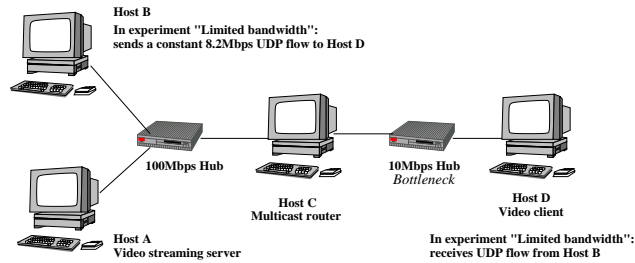 Host B
In experiment "Limited bandwidth":
sends a constant 8.2Mbps UDP flow to Host D
100Mbps Hub
10Mbps Hub
Bottleneck
Host C
Multicast router
Host D
Video client
Host A
Video streaming server
In experiment "Limited bandwidth":
receives UDP flow from Host B